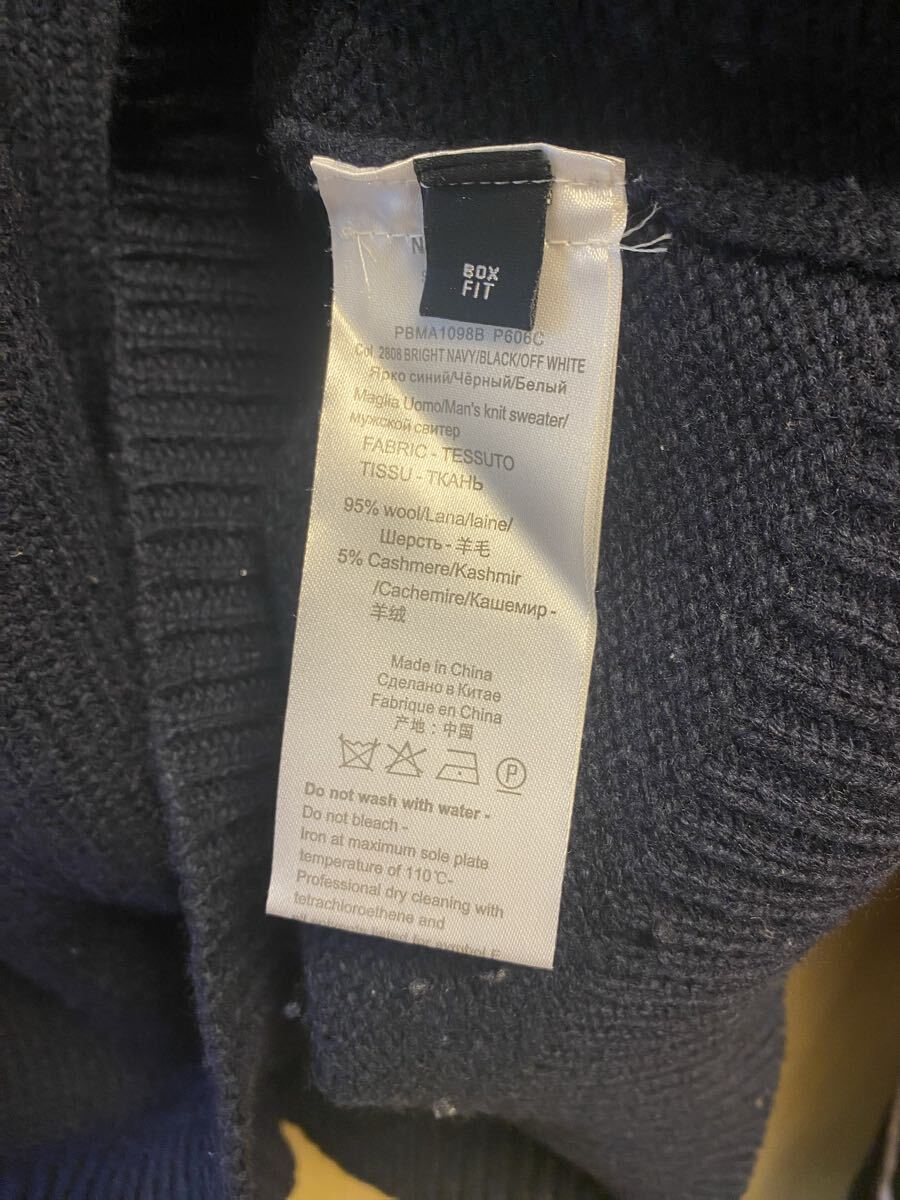 BOX
FIT
PBMA1098B P606C
Col. 2808 BRIGHT NAVY/BLACK/OFF WHITE
Ярко синий/Чёрный/Белый
Maglia Uomo/Man's knit sweater/
мужской свитер
FABRIC - TESSUTO
TISSU - ТКАНЬ
95% wool/Lana/laine/
Шерсть - 羊毛
5% Cashmere/Kashmir
/Cachemire/Кашемир -
羊绒
Made in China
Сделано в Китае
Fabrique en China
产地：中国
P
Do not wash with water -
Do not bleach -
Iron at maximum sole plate
temperature of 110℃-
Professional dry cleaning with
tetrachloroethene and
for symbol F